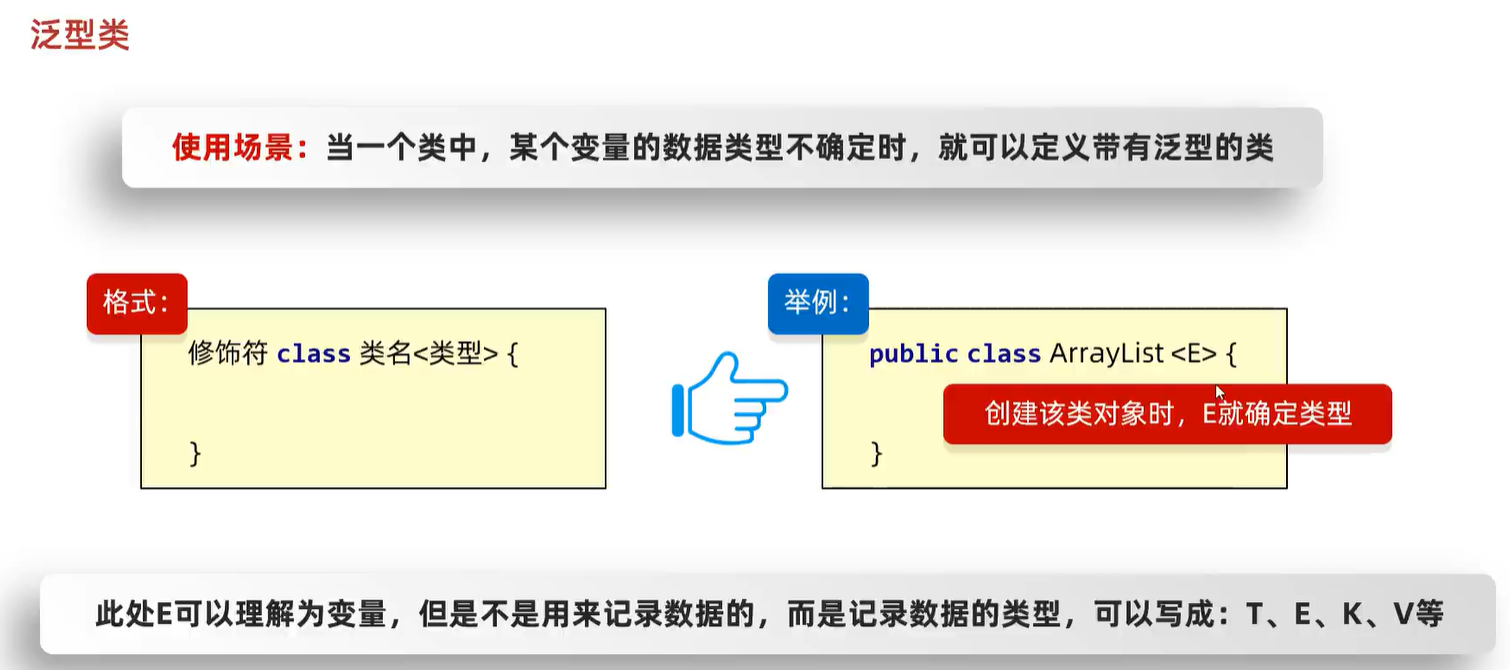 泛型类
使用场景：当一个类中，某个变量的数据类型不确定时，就可以定义带有泛型的类
格式：
修饰符 class 类名<类型> {
}
举例：
public class ArrayList <E> {
创建该类对象时，E就确定类型
}
此处E可以理解为变量，但是不是用来记录数据的，而是记录数据的类型，可以写成：T、E、K、V等